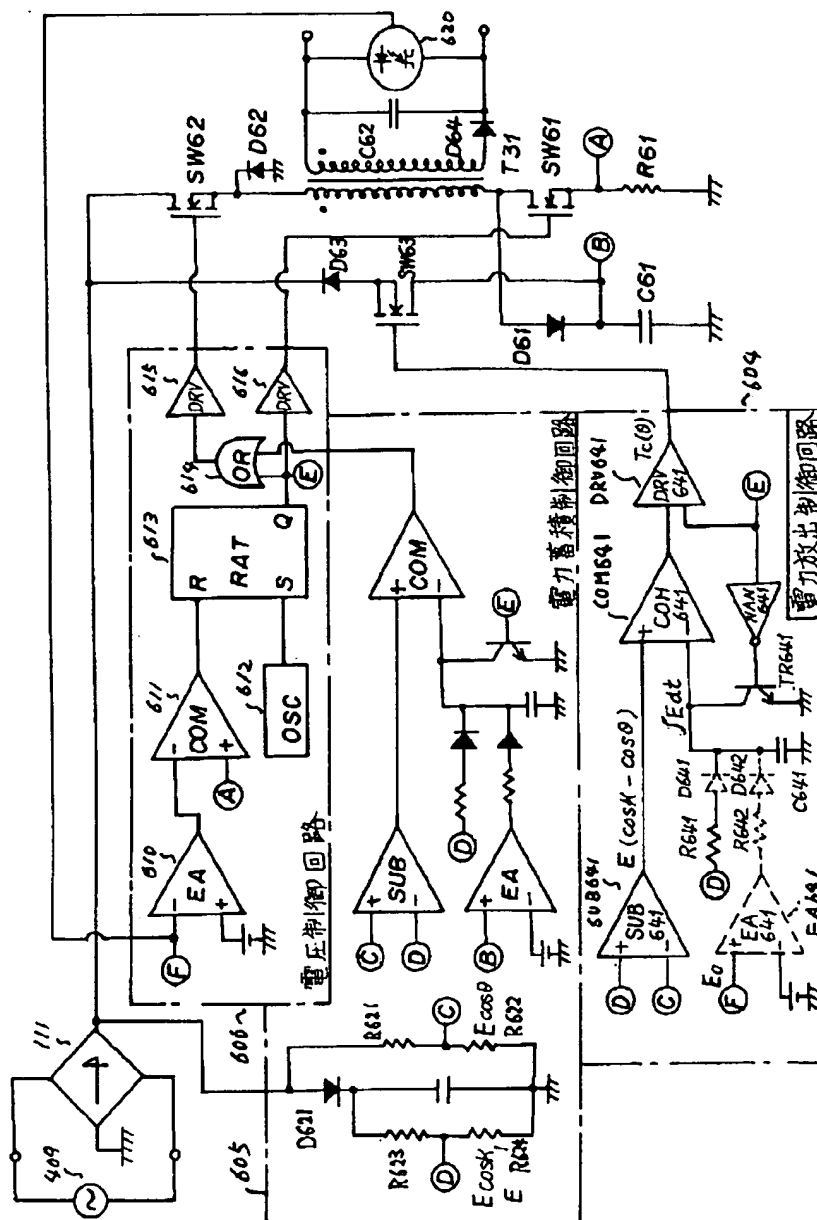 409
111
605
606
電圧制御回路
810
EA
-
+
F
611
COM
-
+
A
612
OSC
613
RAT
R
S
Q
614
OR
E
615
DRV
616
DRV
SW62
D62
C62
D64
T31
SW61
A
R61
620
D63
SW63
D61
B
C61
D621
R621
C
Ecosθ
R622
R623
D
EcosK
E
R624
電力蓄積制御回路
SUB
+
-
C
D
COM
+
-
D
EA
+
-
B
E
604
電力放出制御回路
SUB641
SUB
641
+
-
D
C
E(cosK-cosθ)
COM641
COM
641
+
-
∫Edt
DRV641
DRV
641
Tc(θ)
E
NAN
641
TR641
R641
D641
D
R642
D642
C641
EA
641
+
-
F
Eo
EA641